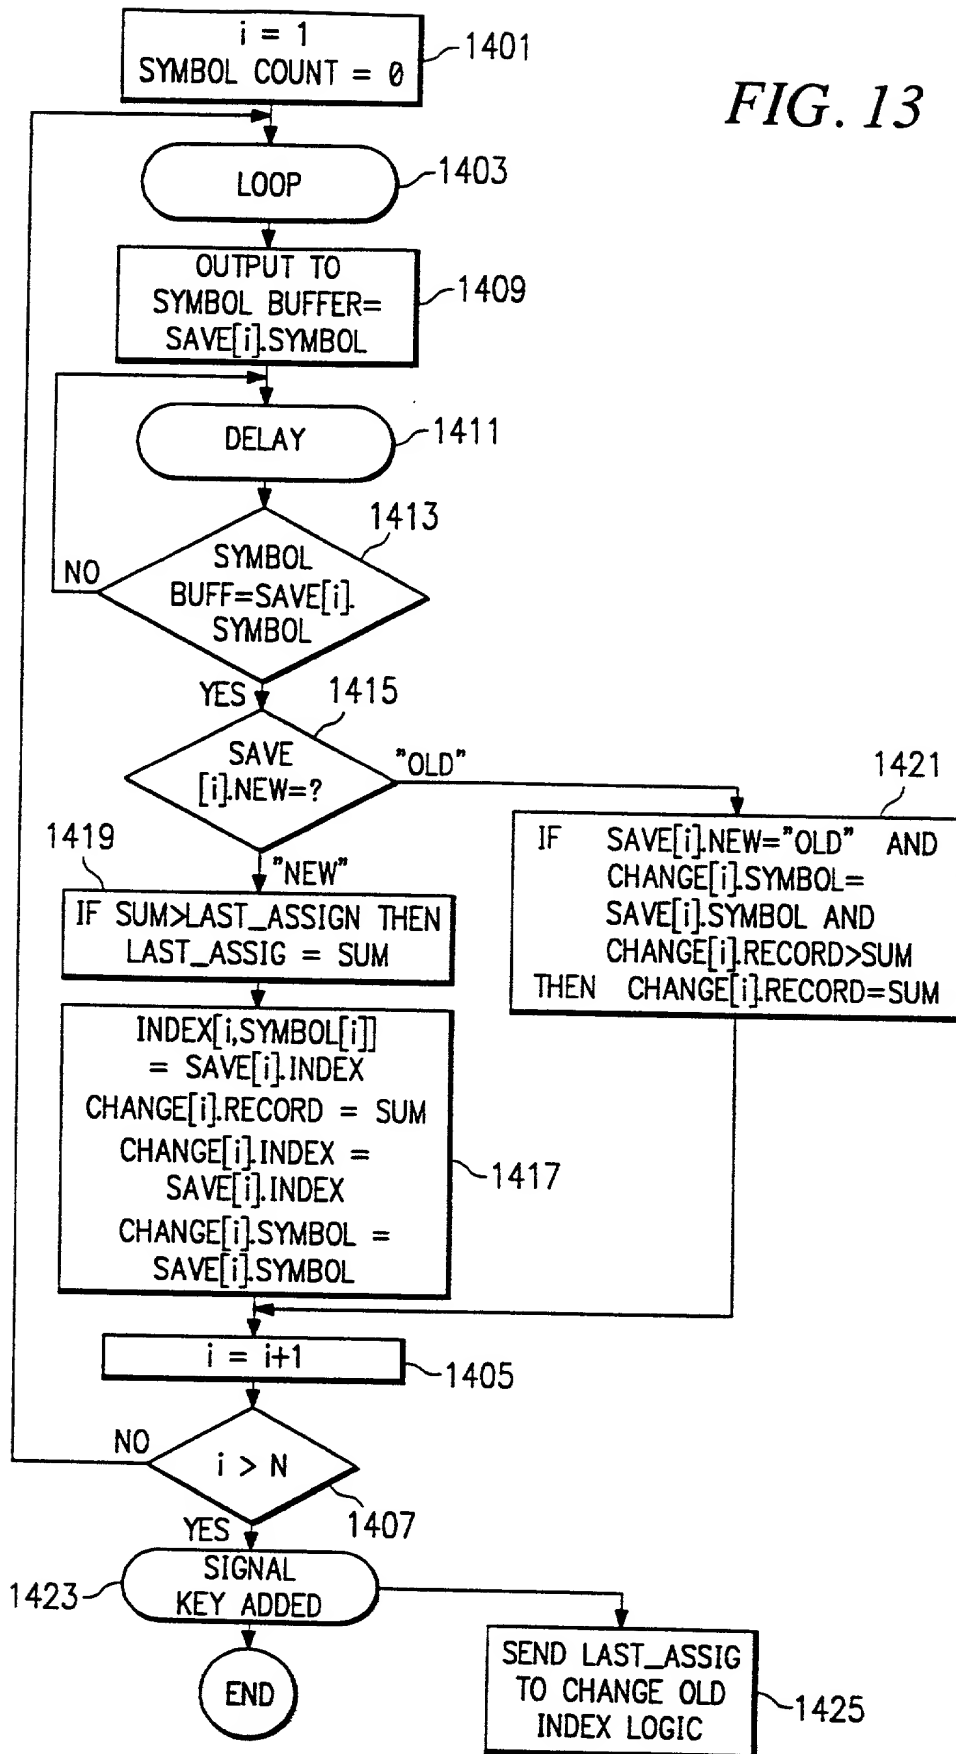 FIG. 13
i = 1
SYMBOL COUNT = 0
1401
LOOP
1403
OUTPUT TO
SYMBOL BUFFER=
SAVE[i].SYMBOL
1409
DELAY
1411
1413
SYMBOL
BUFF=SAVE[i].
SYMBOL
NO
YES
1415
SAVE
[i].NEW=?
"OLD"
"NEW"
1421
IF SAVE[i].NEW="OLD" AND
CHANGE[i].SYMBOL=
SAVE[i].SYMBOL AND
CHANGE[i].RECORD>SUM
THEN CHANGE[i].RECORD=SUM
1419
IF SUM>LAST_ASSIGN THEN
LAST_ASSIG = SUM
INDEX[i,SYMBOL[i]]
= SAVE[i].INDEX
CHANGE[i].RECORD = SUM
CHANGE[i].INDEX =
SAVE[i].INDEX
CHANGE[i].SYMBOL =
SAVE[i].SYMBOL
1417
i = i+1
1405
NO
i > N
1407
YES
SIGNAL
KEY ADDED
1423
END
SEND LAST_ASSIG
TO CHANGE OLD
INDEX LOGIC
1425